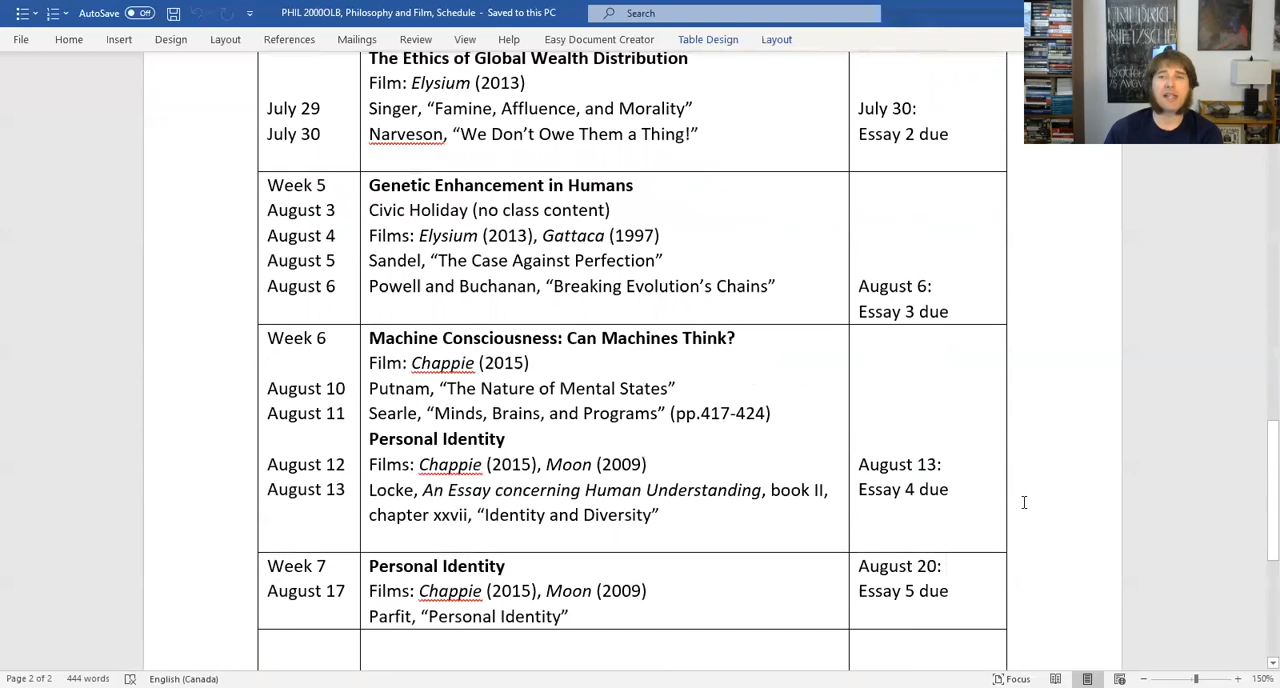 AutoSave Off PHIL 2000OLB, Philosophy and Film, Schedule - Saved to this PC Search
File Home Insert Design Layout References Mailings Review View Help Easy Document Creator Table Design Layout
The Ethics of Global Wealth Distribution
Film: Elysium (2013)
July 29 Singer, “Famine, Affluence, and Morality” July 30:
July 30 Narveson, “We Don’t Owe Them a Thing!” Essay 2 due
Week 5 Genetic Enhancement in Humans
August 3 Civic Holiday (no class content)
August 4 Films: Elysium (2013), Gattaca (1997)
August 5 Sandel, “The Case Against Perfection”
August 6 Powell and Buchanan, “Breaking Evolution’s Chains” August 6:
Essay 3 due
Week 6 Machine Consciousness: Can Machines Think?
Film: Chappie (2015)
August 10 Putnam, “The Nature of Mental States”
August 11 Searle, “Minds, Brains, and Programs” (pp.417-424)
Personal Identity
August 12 Films: Chappie (2015), Moon (2009) August 13:
August 13 Locke, An Essay concerning Human Understanding, book II, Essay 4 due
chapter xxvii, “Identity and Diversity”
Week 7 Personal Identity August 20:
August 17 Films: Chappie (2015), Moon (2009) Essay 5 due
Parfit, “Personal Identity”
Page 2 of 2 444 words English (Canada) Focus 150%
FRIEDRICH
NIETZSCHE